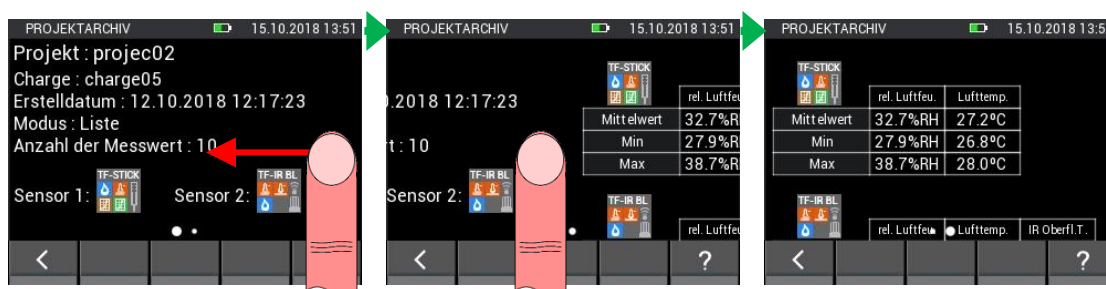 PROJEKTARCHIV 15.10.2018 13:51
Projekt : projec02
Charge : charge05
Erstelldatum : 12.10.2018 12:17:23
Modus : Liste
Anzahl der Messwert : 10
TF-STICK TF-IR BL
Sensor 1: Sensor 2:
<
PROJEKTARCHIV 15.10.2018 13:51
TF-STICK
0.2018 12:17:23 rel. Luftfeu
Mittelwert 32.7%R
t : 10 Min 27.9%R
Max 38.7%RH
TF-IR BL TF-IR BL
Sensor 2:
rel. Luftfeu
< ?
PROJEKTARCHIV 15.10.2018 13:5
TF-STICK
rel. Luftfeu. Lufttemp.
Mittelwert 32.7%RH 27.2°C
Min 27.9%RH 26.8°C
Max 38.7%RH 28.0°C
TF-IR BL
rel. Luftfeu Lufttemp. IR Oberfl.T.
< ?